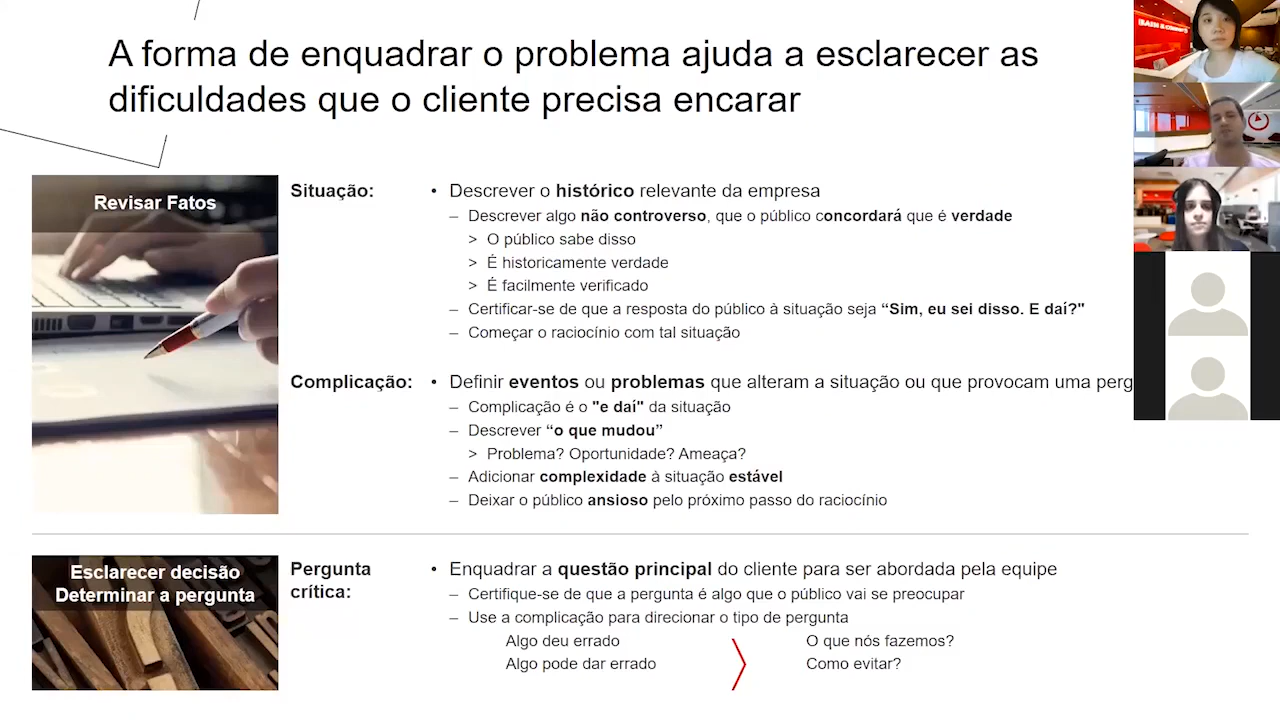 A forma de enquadrar o problema ajuda a esclarecer as
dificuldades que o cliente precisa encarar
Revisar Fatos
Situação:
• Descrever o histórico relevante da empresa
– Descrever algo não controverso, que o público concordará que é verdade
> O público sabe disso
> É historicamente verdade
> É facilmente verificado
– Certificar-se de que a resposta do público à situação seja “Sim, eu sei disso. E daí?"
– Começar o raciocínio com tal situação
Complicação:
• Definir eventos ou problemas que alteram a situação ou que provocam uma perg
– Complicação é o "e daí" da situação
– Descrever “o que mudou”
> Problema? Oportunidade? Ameaça?
– Adicionar complexidade à situação estável
– Deixar o público ansioso pelo próximo passo do raciocínio
Esclarecer decisão
Determinar a pergunta
Pergunta
crítica:
• Enquadrar a questão principal do cliente para ser abordada pela equipe
– Certifique-se de que a pergunta é algo que o público vai se preocupar
– Use a complicação para direcionar o tipo de pergunta
Algo deu errado O que nós fazemos?
Algo pode dar errado Como evitar?